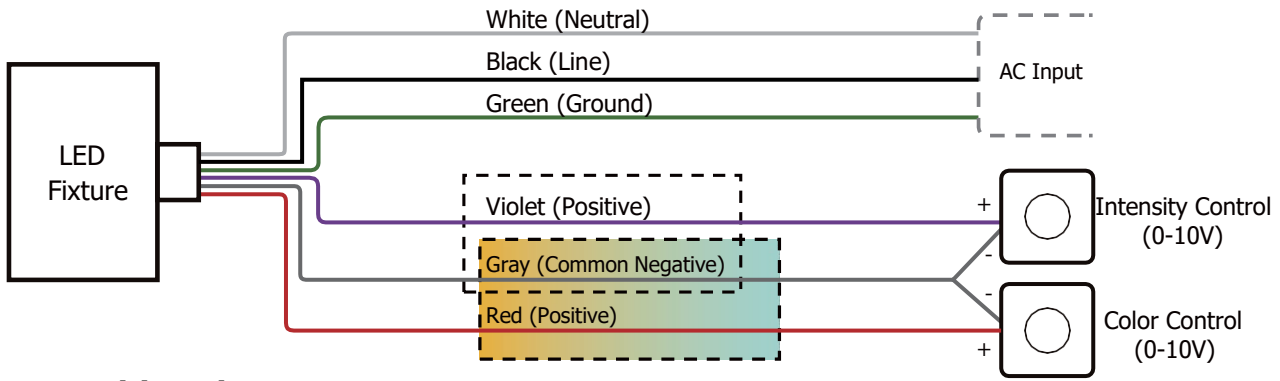 White (Neutral)
Black (Line)
AC Input
Green (Ground)
LED
Fixture
Violet (Positive)
+
Intensity Control
(0-10V)
-
Gray (Common Negative)
-
Red (Positive)
Color Control
(0-10V)
+